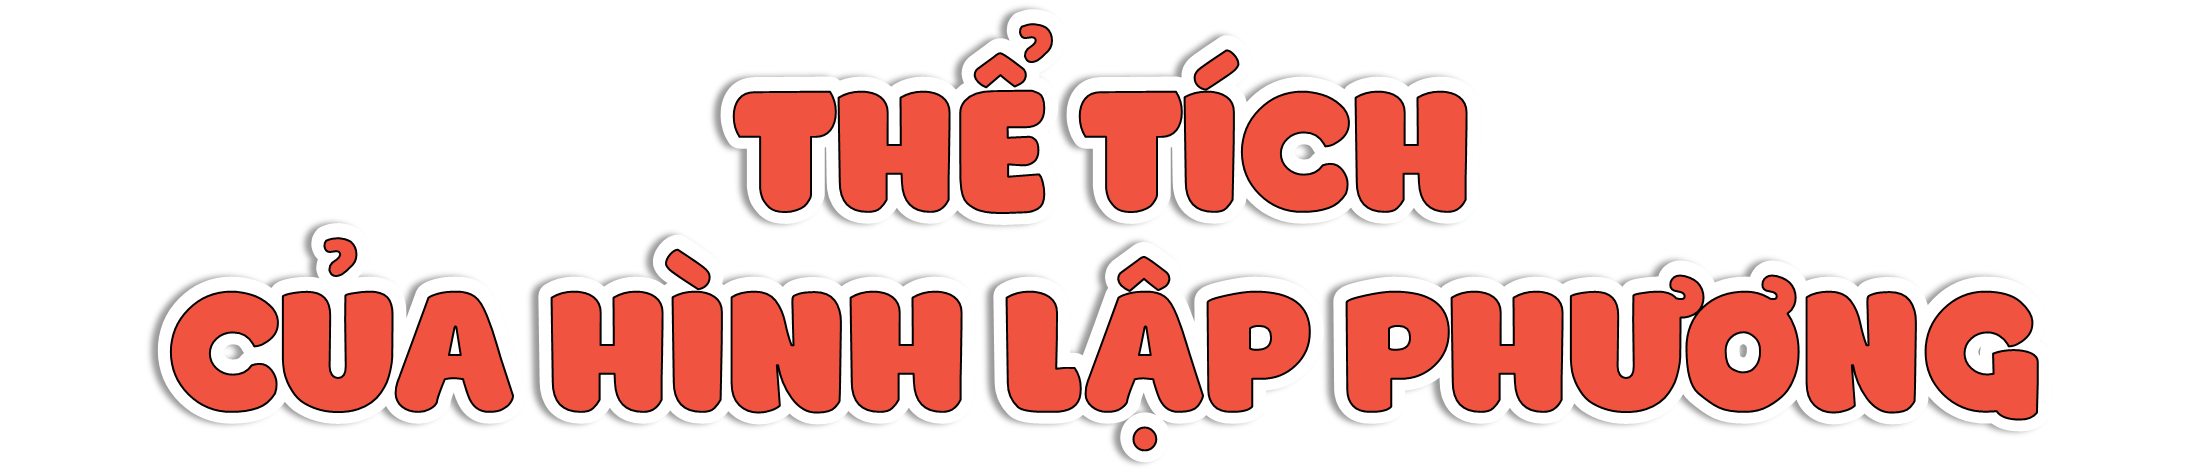 THỂ TÍCH
CỦA HÌNH LẬP PHƯƠNG